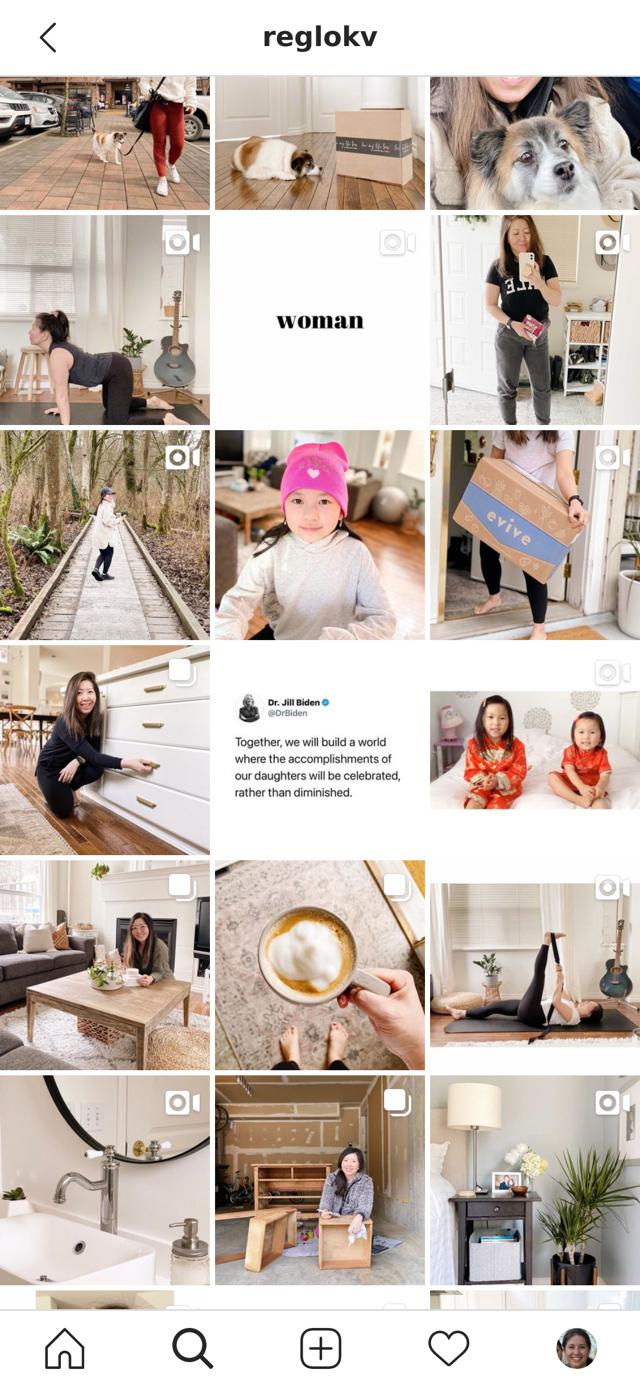 reglokv
woman
evive
Dr. Jill Biden
@DrBiden
Together, we will build a world
where the accomplishments of
our daughters will be celebrated,
rather than diminished.